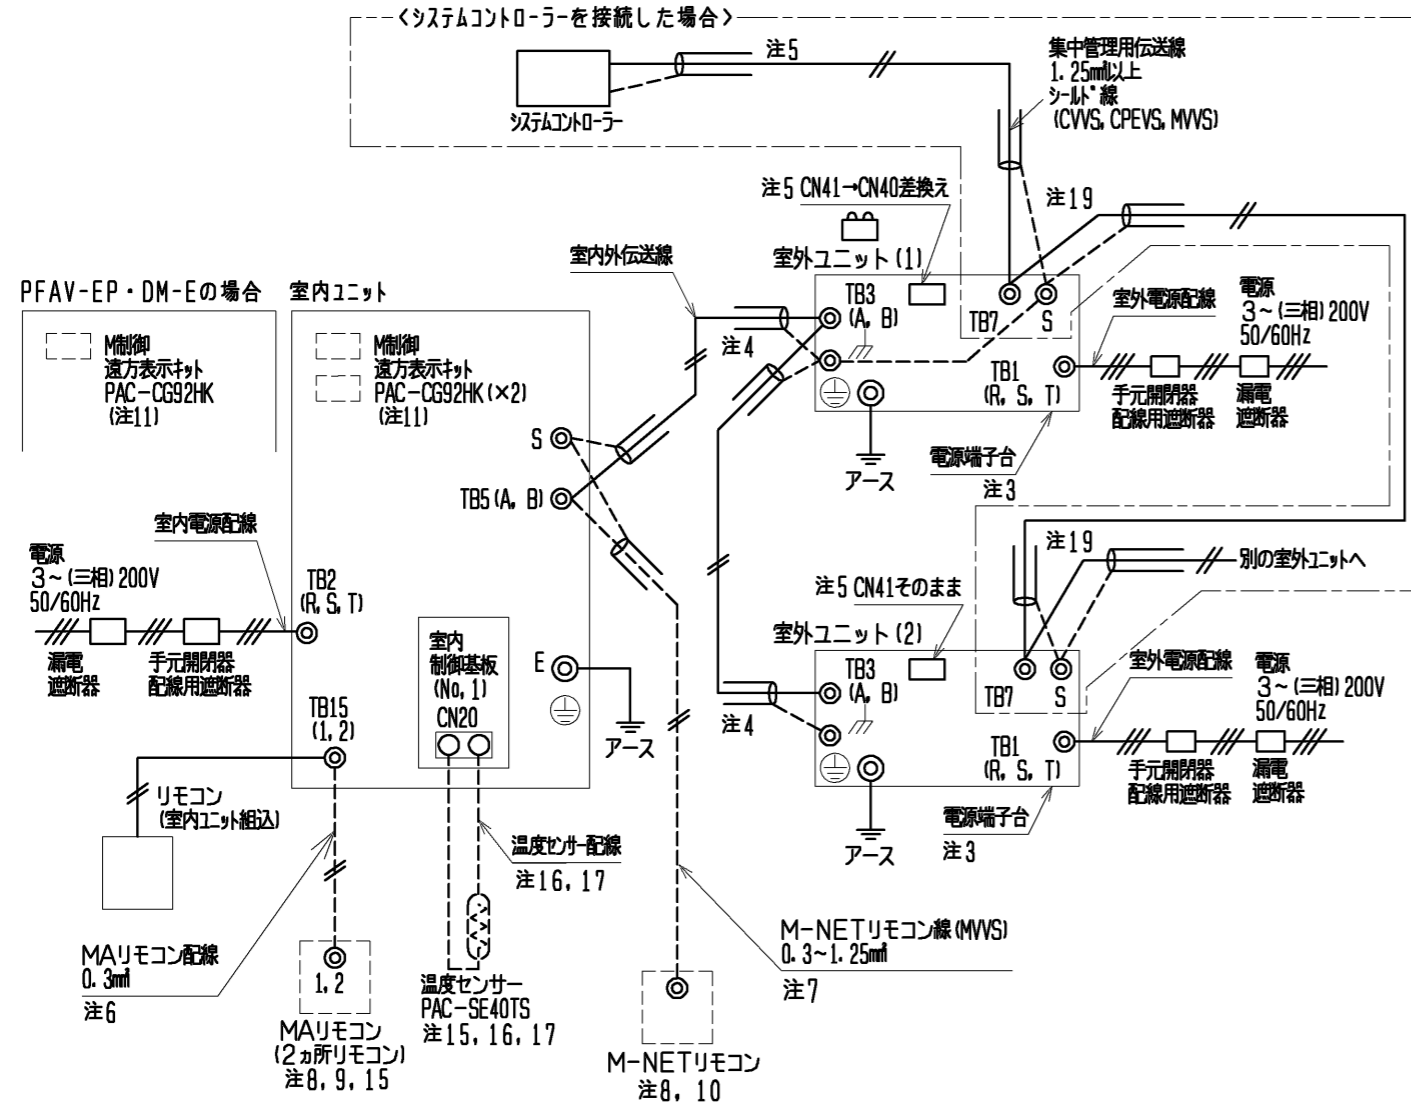 <システムコントローラーを接続した場合>
システムコントローラー
注5
集中管理用伝送線
1.25mm²以上
シールド線
(CVVS, CPEVS, MVVS)
注5 CN41→CN40差換え
注19
室内外伝送線
室外ユニット(1)
TB3
(A, B)
TB7
S
TB1
(R, S, T)
注4
室外電源配線
電源
3~(三相)200V
50/60Hz
手元開閉器
配線用遮断器
漏電
遮断器
電源端子台
注3
アース
PFAV-EP・DM-Eの場合
M制御
遠方表示キット
PAC-CG92HK
(注11)
室内ユニット
M制御
遠方表示キット
PAC-CG92HK(×2)
(注11)
S
TB5(A, B)
室内電源配線
電源
3~(三相)200V
50/60Hz
漏電
遮断器
手元開閉器
配線用遮断器
TB2
(R, S, T)
TB15
(1, 2)
室内
制御基板
(No, 1)
CN20
E
アース
注19
別の室外ユニットへ
注5 CN41そのまま
室外ユニット(2)
TB3
(A, B)
TB7
S
TB1
(R, S, T)
注4
室外電源配線
電源
3~(三相)200V
50/60Hz
手元開閉器
配線用遮断器
漏電
遮断器
電源端子台
注3
アース
リモコン
(室内ユニット組込)
温度センサー配線
注16, 17
MAリモコン配線
0.3mm²
注6
1, 2
MAリモコン
(2ヵ所リモコン)
注8, 9, 15
温度センサー
PAC-SE40TS
注15, 16, 17
M-NETリモコン線(MVVS)
0.3~1.25mm²
注7
M-NETリモコン
注8, 10